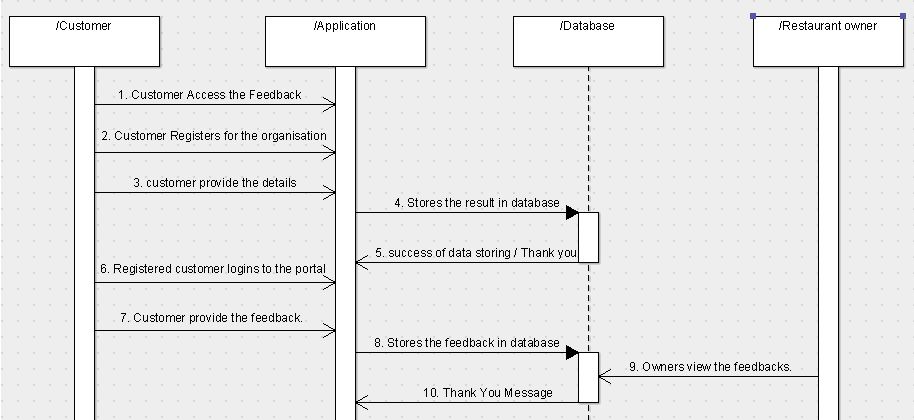 /Customer
/Application
/Database
/Restaurant owner
1. Customer Access the Feedback
2. Customer Registers for the organisation
3. customer provide the details
4. Stores the result in database
5. success of data storing / Thank you
6. Registered customer logins to the portal
7. Customer provide the feedback.
8. Stores the feedback in database
9. Owners view the feedbacks.
10. Thank You Message